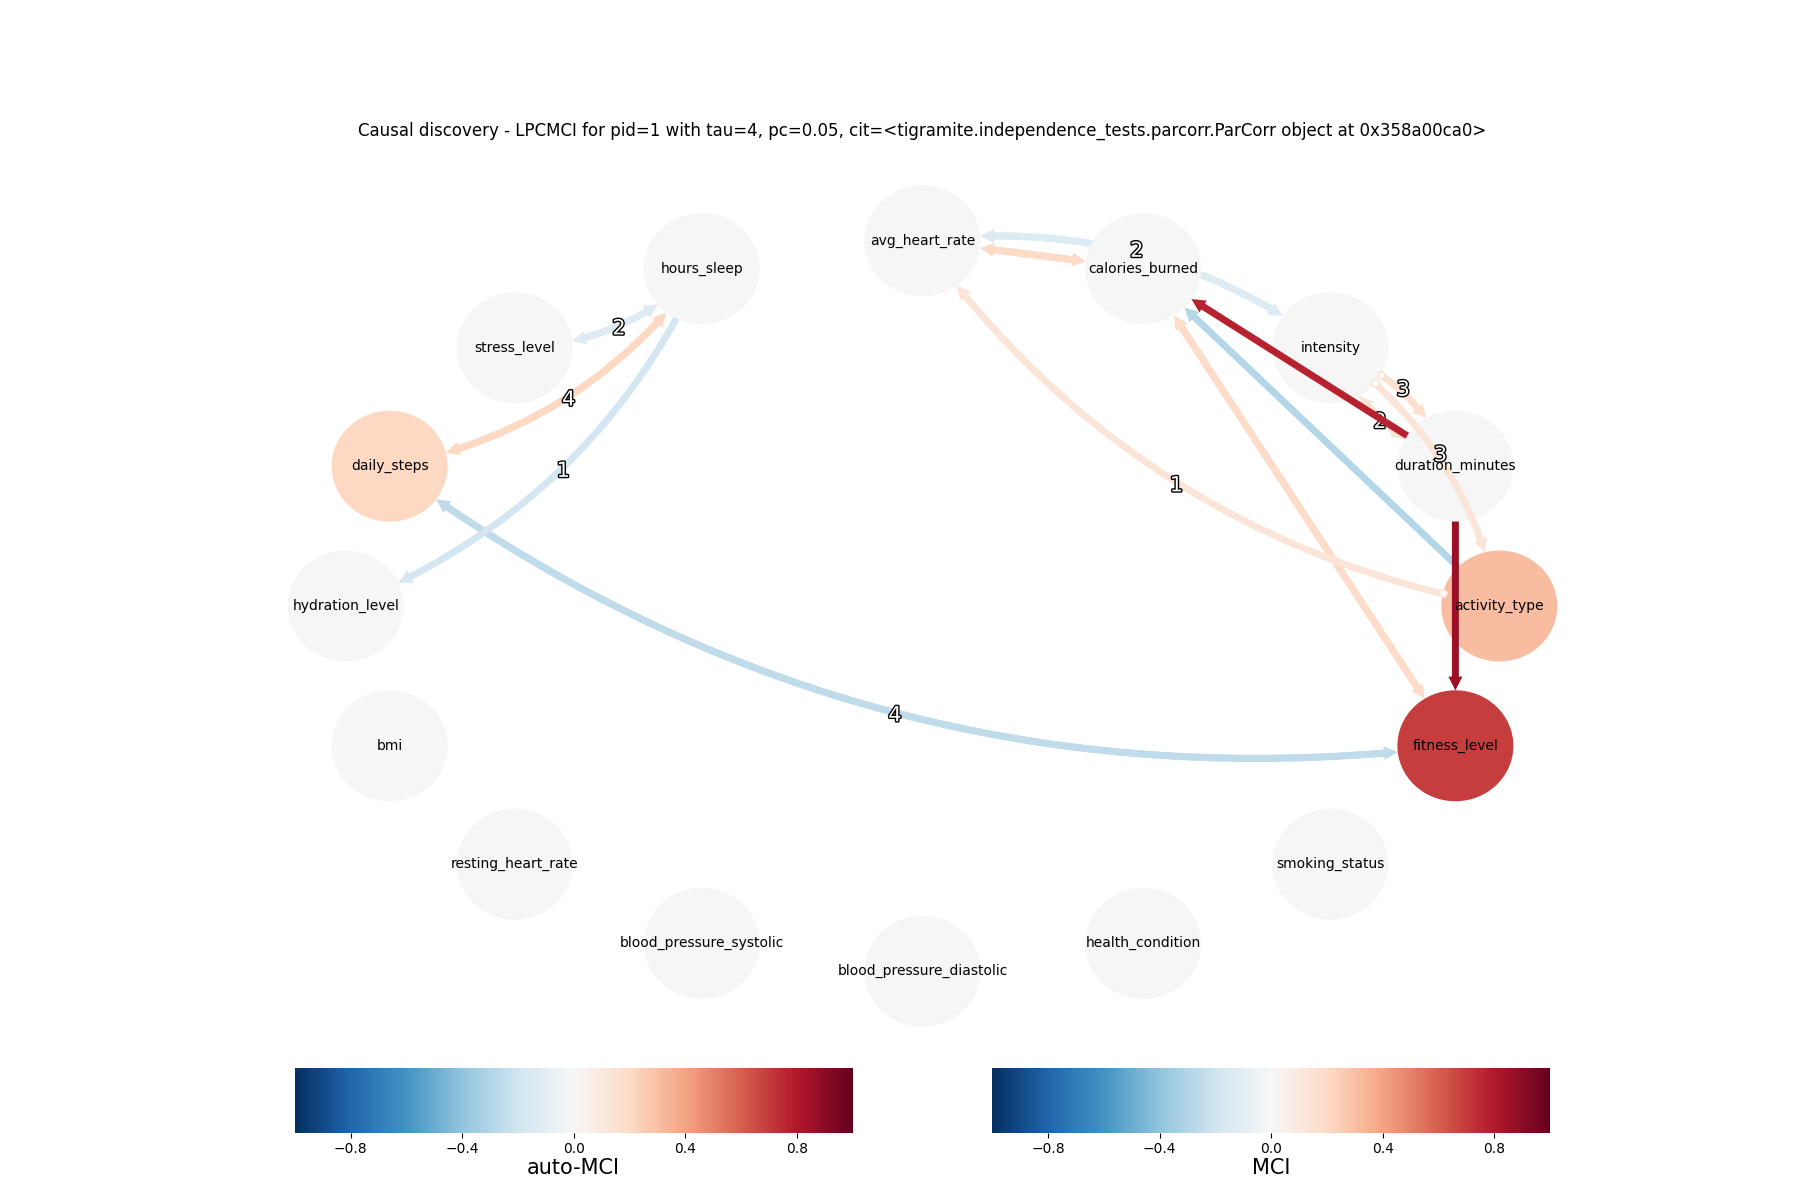 Causal discovery - LPCMCI for pid=1 with tau=4, pc=0.05, cit=<tigramite.independence_tests.parcorr.ParCorr object at 0x358a00ca0>
avg_heart_rate
2
hours_sleep
calories_burned
2
stress_level
intensity
4
3
2
3
daily_steps
1
duration_minutes
1
hydration_level
activity_type
4
bmi
fitness_level
resting_heart_rate
smoking_status
blood_pressure_systolic
health_condition
blood_pressure_diastolic
−0.8 −0.4 0.0 0.4 0.8
auto-MCI
−0.8 −0.4 0.0 0.4 0.8
MCI